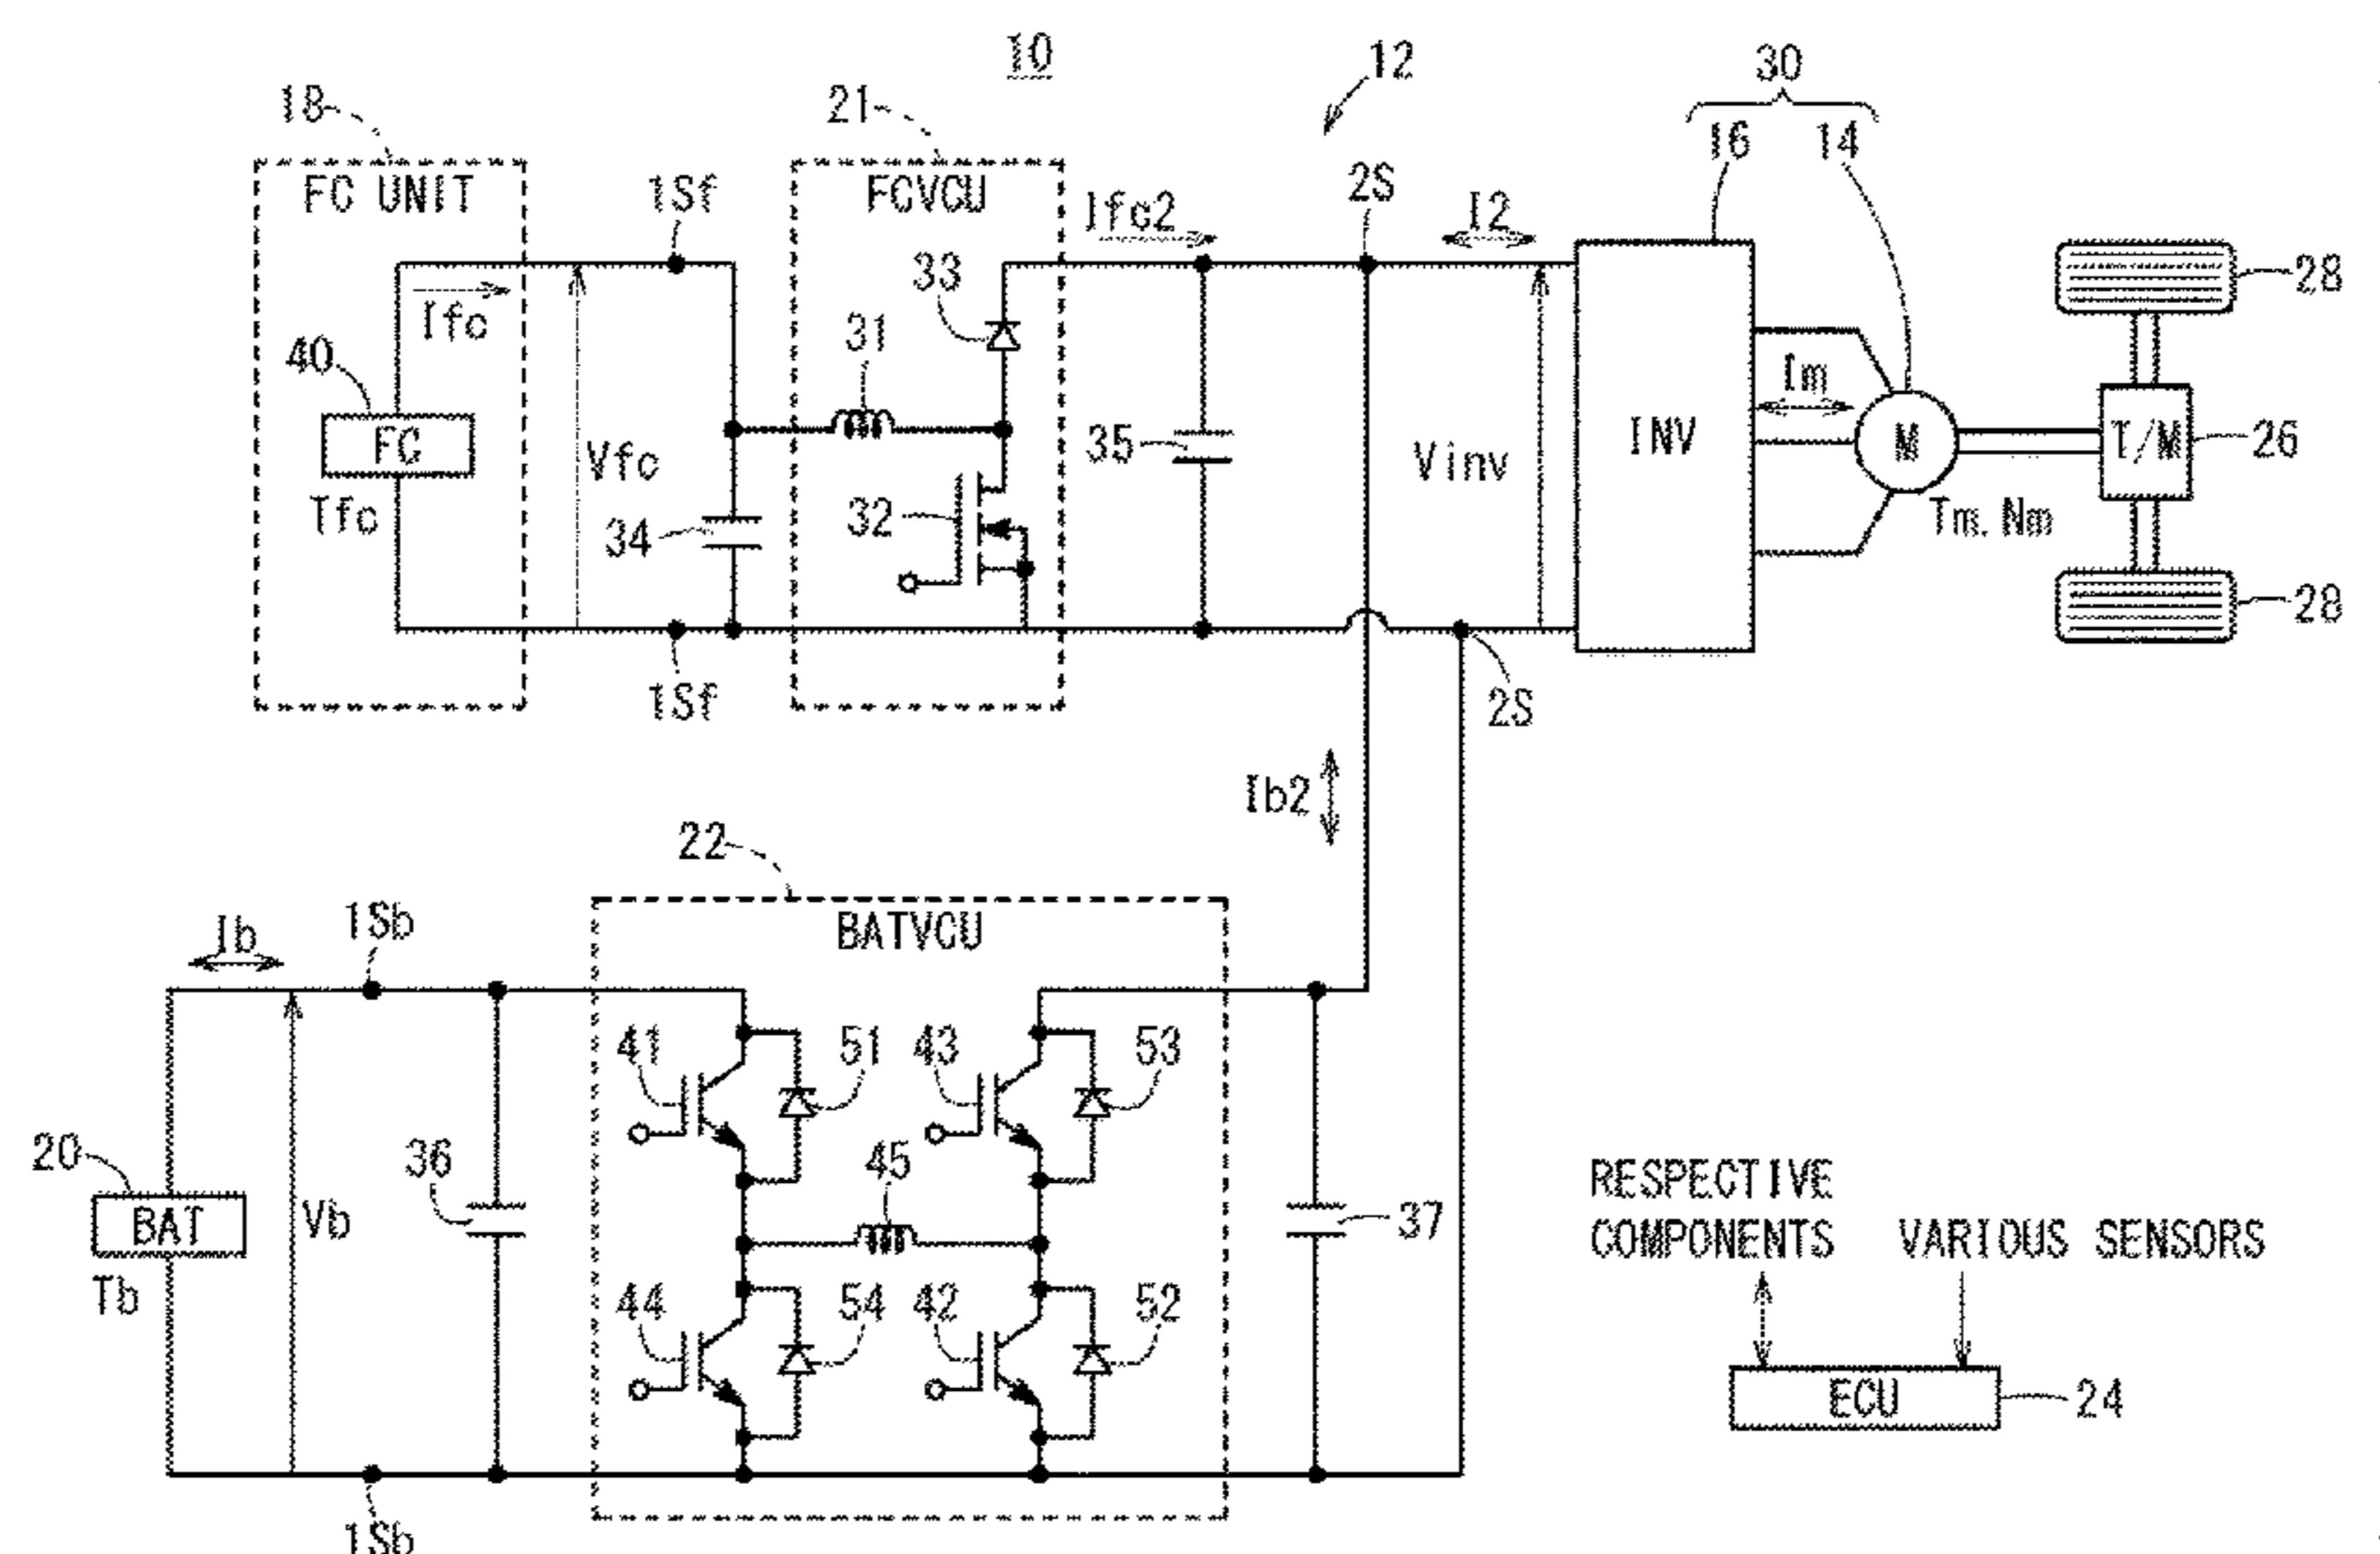 10
12
30
18
21
16
14
FC UNIT
1Sf
FCVCU
Ifc2
2S
I2
33
28
Ifc
31
40
FC
Vfc
35
Vinv
INV
Im
M
T/M
26
Tfc
34
32
Tm. Nm
28
1Sf
2S
Ib2
22
Ib
1Sb
BATVCU
41
51
43
53
20
BAT
Vb
36
45
37
RESPECTIVE
COMPONENTS
VARIOUS SENSORS
Tb
44
54
42
52
ECU
24
1Sb